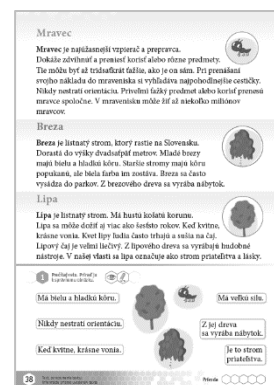 Mravec
Mravec je najúžasnejší vzpierač a prepravca.
Dokáže zdvihnúť a preniesť korisť alebo rôzne predmety.
Tie môžu byť až tridsaťkrát ťažšie, ako je on sám. Pri prenášaní
svojho nákladu do mraveniska si vyhľadáva najpohodlnejšie cestičky.
Nikdy nestratí orientáciu. Priveľmi ťažký predmet alebo korisť prenesú
mravce spoločne. V mravenisku môže žiť až niekoľko miliónov
mravcov.
Breza
Breza je listnatý strom, ktorý rastie na Slovensku.
Dorastá do výšky dvadsaťpäť metrov. Mladé brezy
majú bielu a hladkú kôru. Staršie stromy majú kôru
popukanú, ale biela farba im zostáva. Breza sa často
vysádza do parkov. Z brezového dreva sa vyrába nábytok.
Lipa
Lipa je listnatý strom. Má hustú košatú korunu.
Lipa sa môže dožiť aj viac ako šesťsto rokov. Keď kvitne,
krásne vonia. Kvet lipy ľudia často trhajú a sušia na čaj.
Lipový čaj je veľmi liečivý. Z lipového dreva sa vyrábajú hudobné
nástroje. V našej vlasti sa lipa označuje ako strom priateľstva a lásky.
1
Má bielu a hladkú kôru.
Má veľkú silu.
Nikdy nestratí orientáciu.
Z jej dreva
sa vyrába nábytok.
Keď kvitne, krásne vonia.
Je to strom
priateľstva.
38